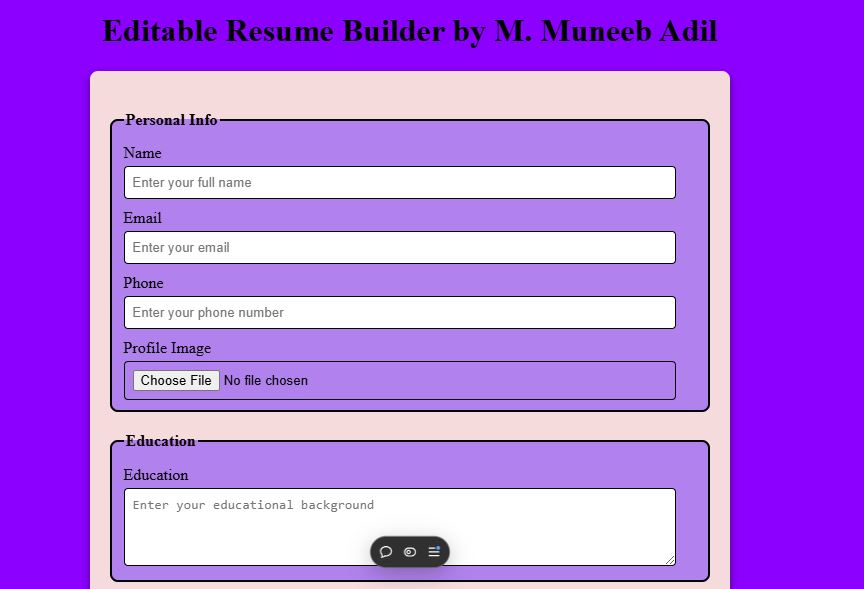 Editable Resume Builder by M. Muneeb Adil
Personal Info
Name
Enter your full name
Email
Enter your email
Phone
Enter your phone number
Profile Image
Choose File No file chosen
Education
Education
Enter your educational background